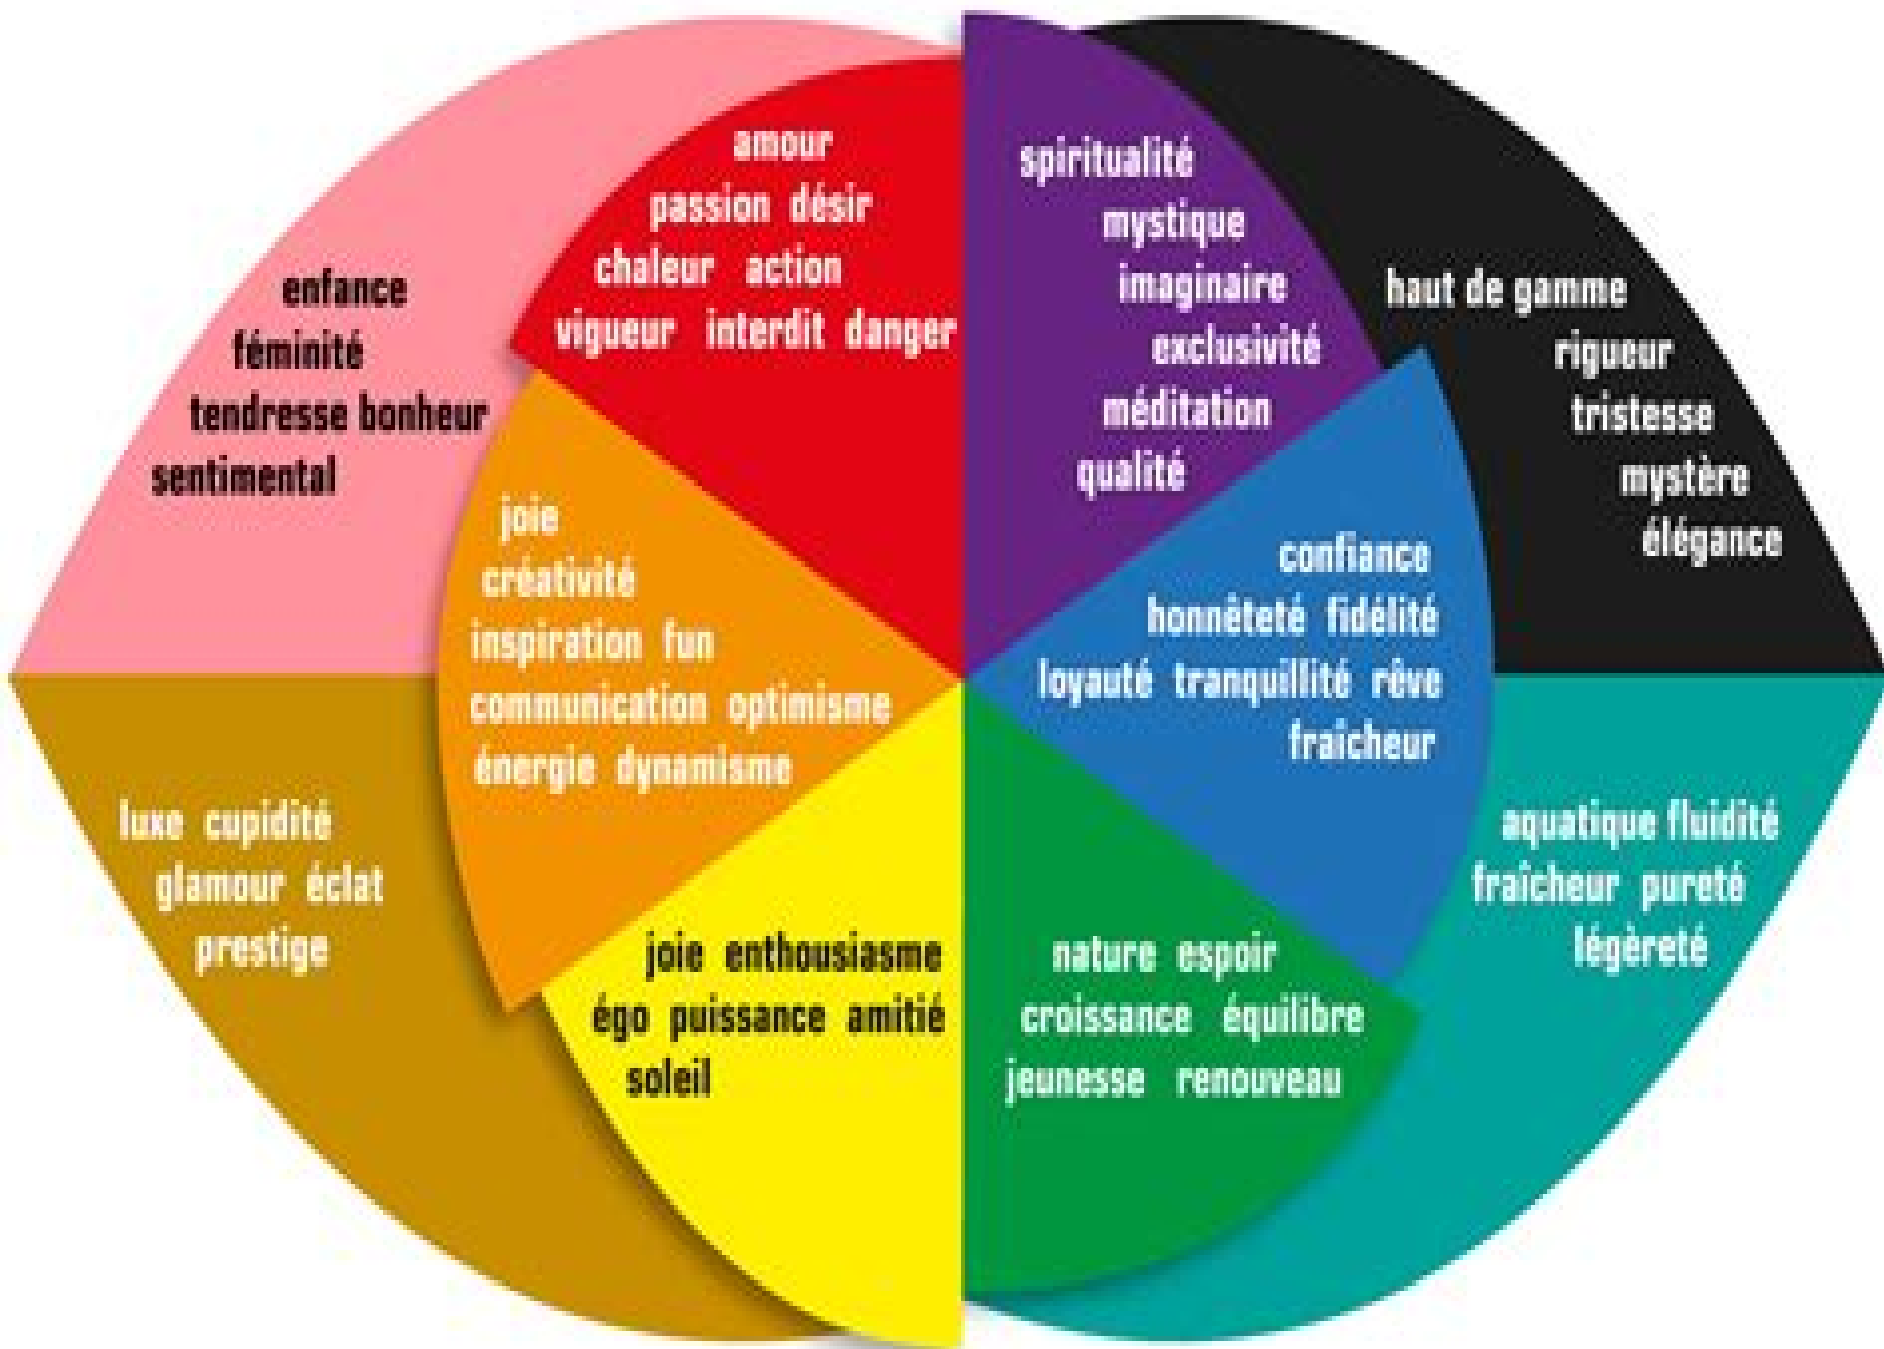 amour
passion désir
chaleur action
vigueur interdit danger
spiritualité
mystique
imaginaire
exclusivité
méditation
qualité
enfance
féminité
tendresse bonheur
sentimental
haut de gamme
rigueur
tristesse
mystère
élégance
joie
créativité
inspiration fun
communication optimisme
énergie dynamisme
confiance
honnêteté fidélité
loyauté tranquillité rêve
fraîcheur
luxe cupidité
glamour éclat
prestige
joie enthousiasme
égo puissance amitié
soleil
nature espoir
croissance équilibre
jeunesse renouveau
aquatique fluidité
fraîcheur pureté
légèreté